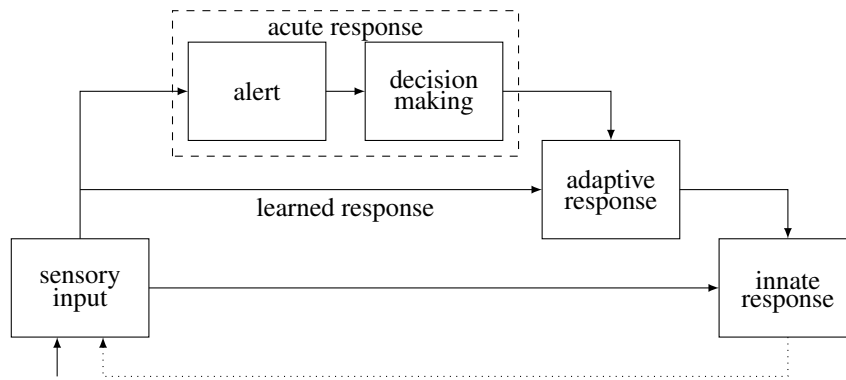 acute response
alert
decision
making
adaptive
response
learned response
sensory
input
innate
response